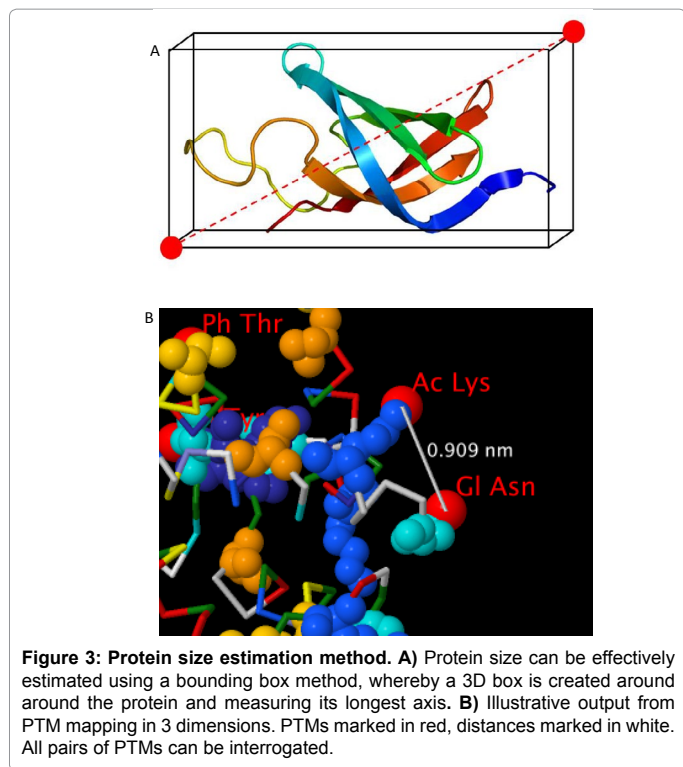 A
B
Ph Thr
Ac Lys
Tyr
0.909 nm
Gl Asn
Figure 3: Protein size estimation method. A) Protein size can be effectively
estimated using a bounding box method, whereby a 3D box is created around
around the protein and measuring its longest axis. B) Illustrative output from
PTM mapping in 3 dimensions. PTMs marked in red, distances marked in white.
All pairs of PTMs can be interrogated.